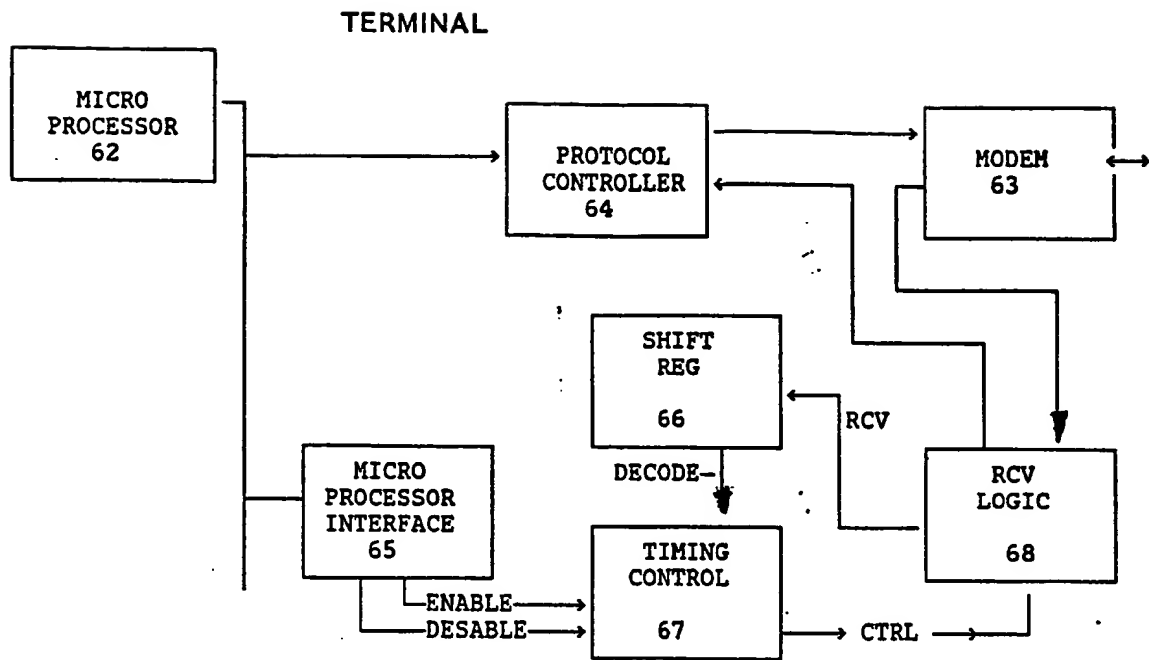 TERMINAL
MICRO
PROCESSOR
62
PROTOCOL
CONTROLLER
64
MODEM
63
SHIFT
REG
66
RCV
DECODE
MICRO
PROCESSOR
INTERFACE
65
RCV
LOGIC
68
TIMING
CONTROL
67
ENABLE
DESABLE
CTRL